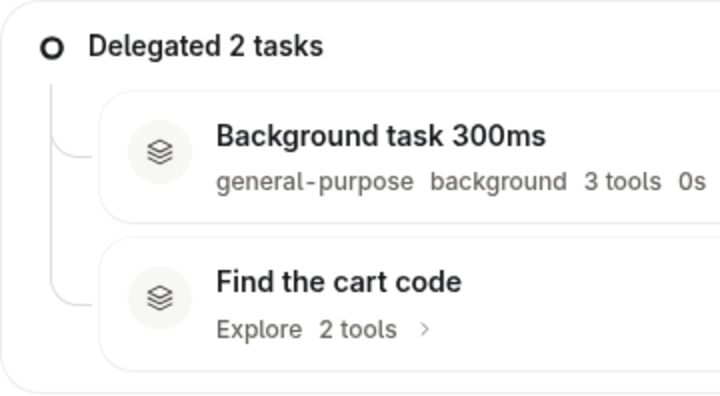 Delegated 2 tasks
Background task 300ms
general-purpose background 3 tools 0s
Find the cart code
Explore 2 tools